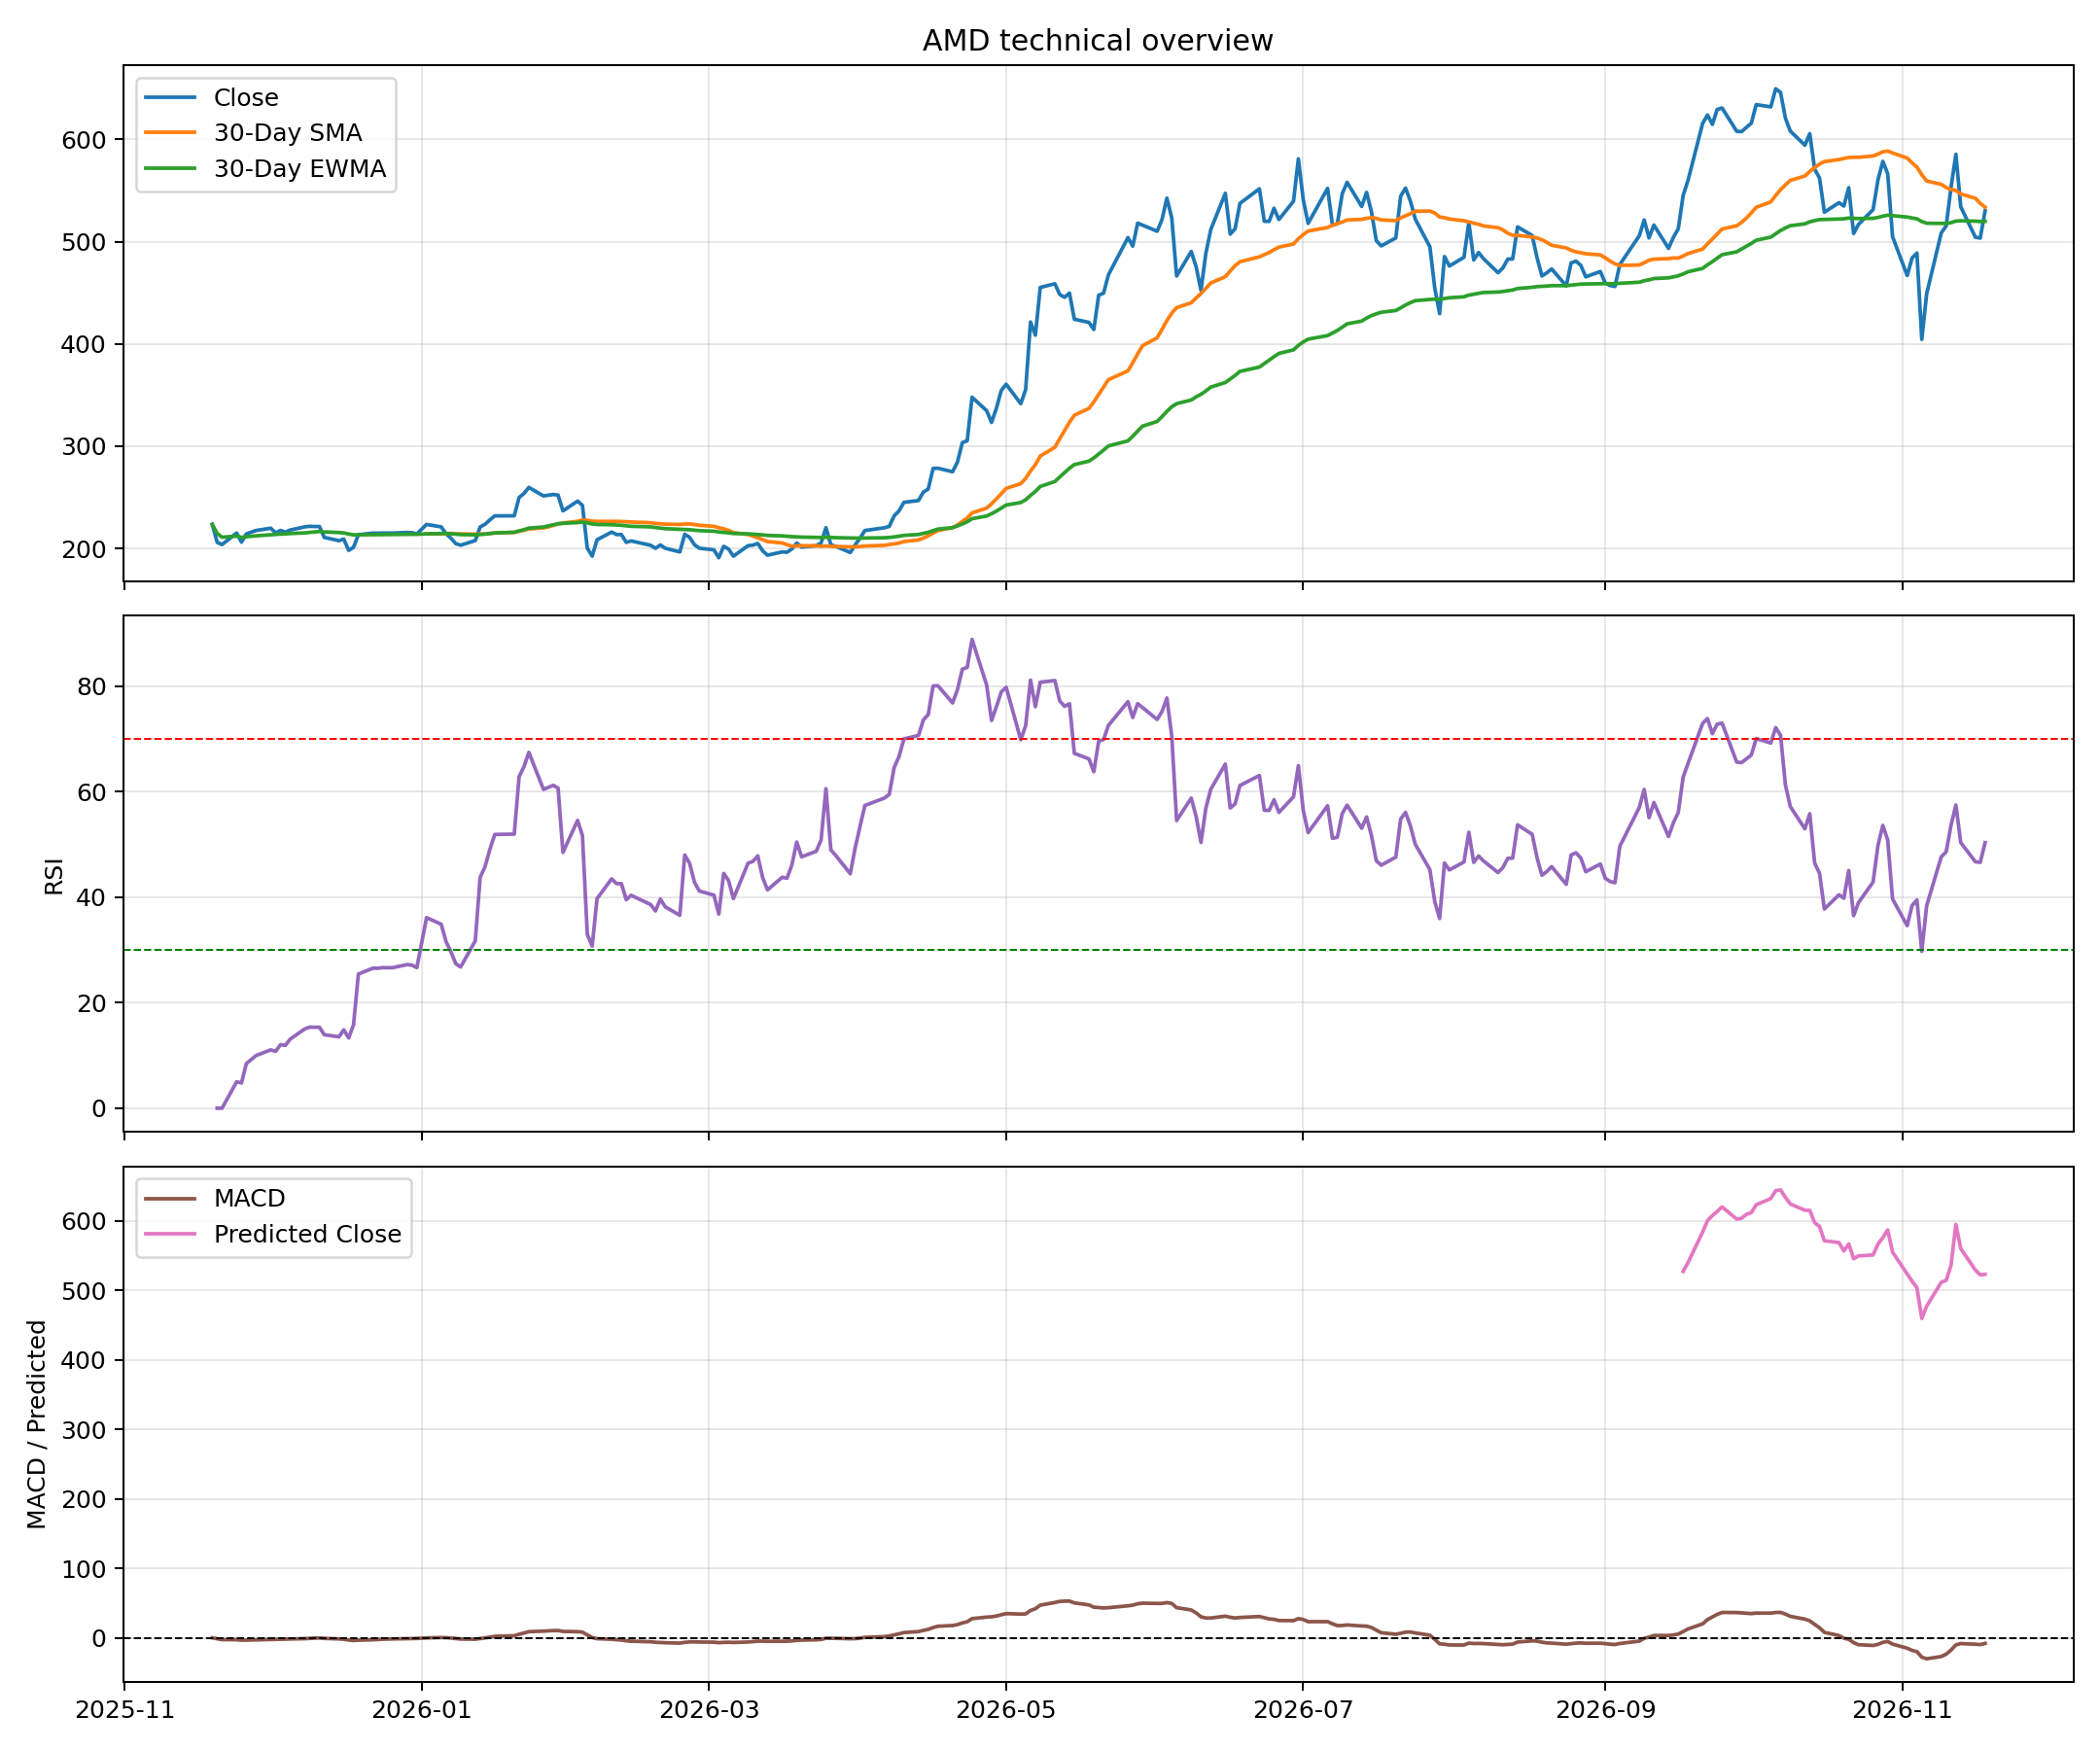 AMD technical overview
Close
30-Day SMA
30-Day EWMA
600
500
400
300
200
80
60
40
20
0
RSI
MACD
Predicted Close
600
500
400
300
200
100
0
MACD / Predicted
2025-11 2026-01 2026-03 2026-05 2026-07 2026-09 2026-11